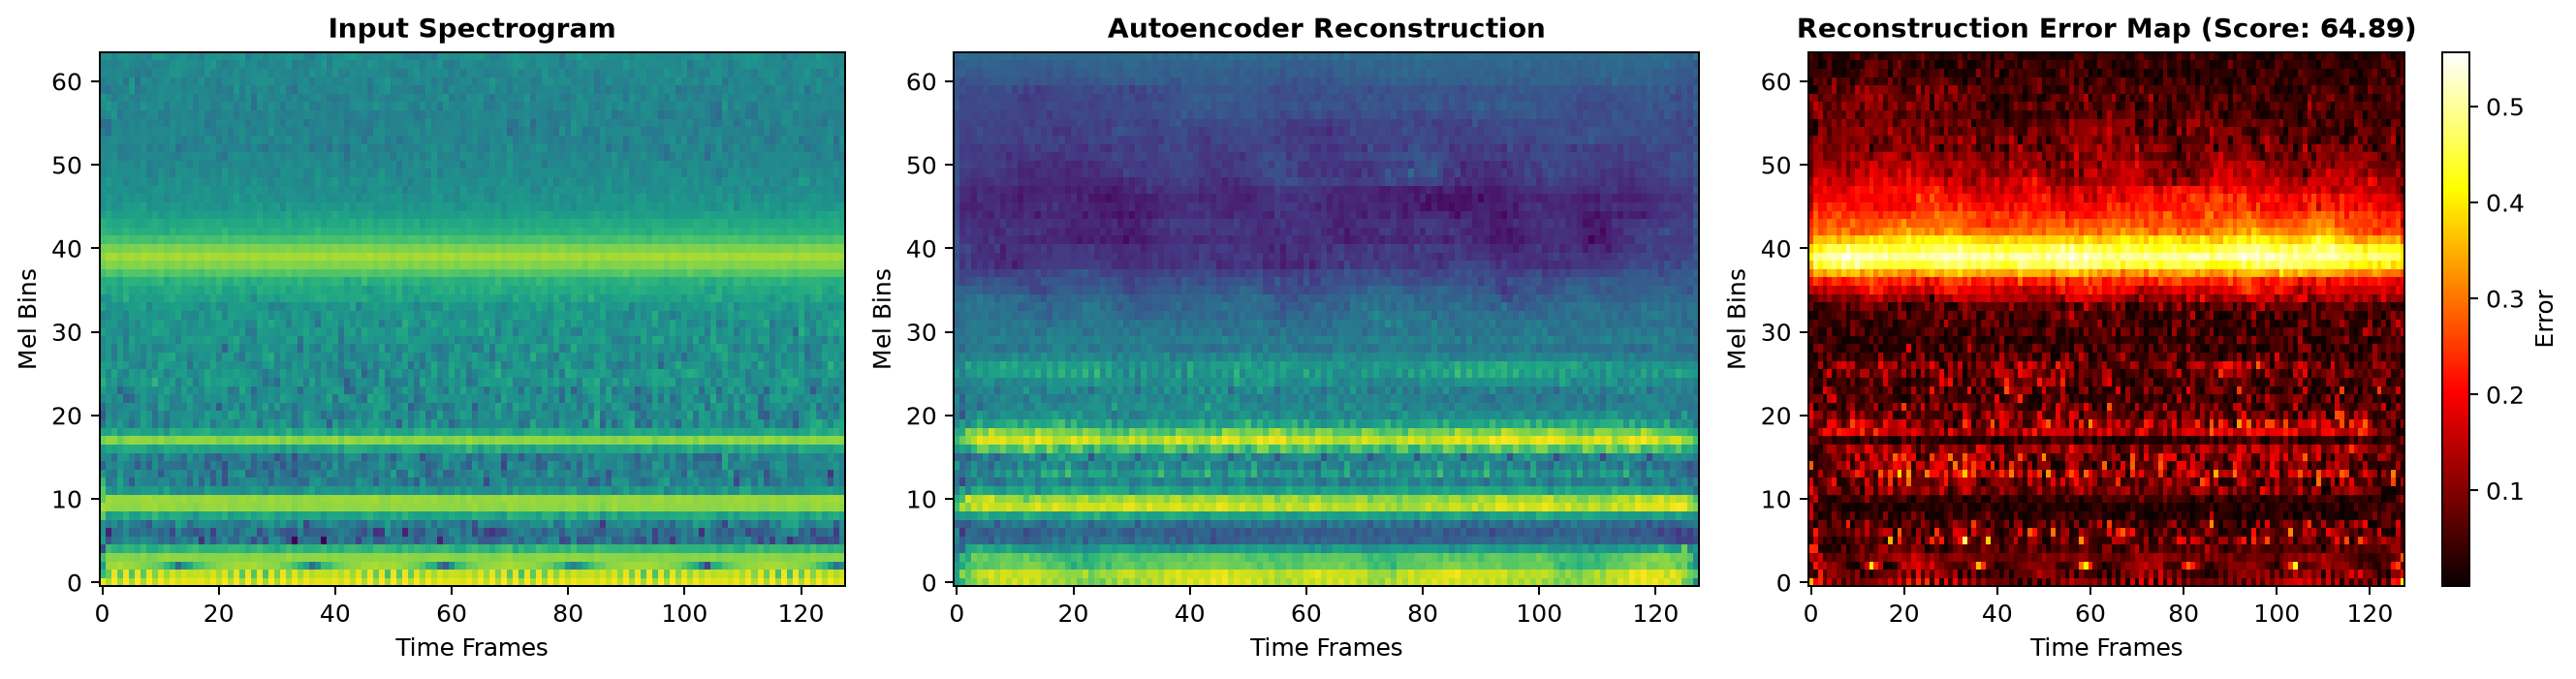 Input Spectrogram
Mel Bins
60
50
40
30
20
10
0
0 20 40 60 80 100 120
Time Frames
Autoencoder Reconstruction
Mel Bins
60
50
40
30
20
10
0
0 20 40 60 80 100 120
Time Frames
Reconstruction Error Map (Score: 64.89)
Mel Bins
60
50
40
30
20
10
0
0 20 40 60 80 100 120
Time Frames
0.5
0.4
0.3
0.2
0.1
Error